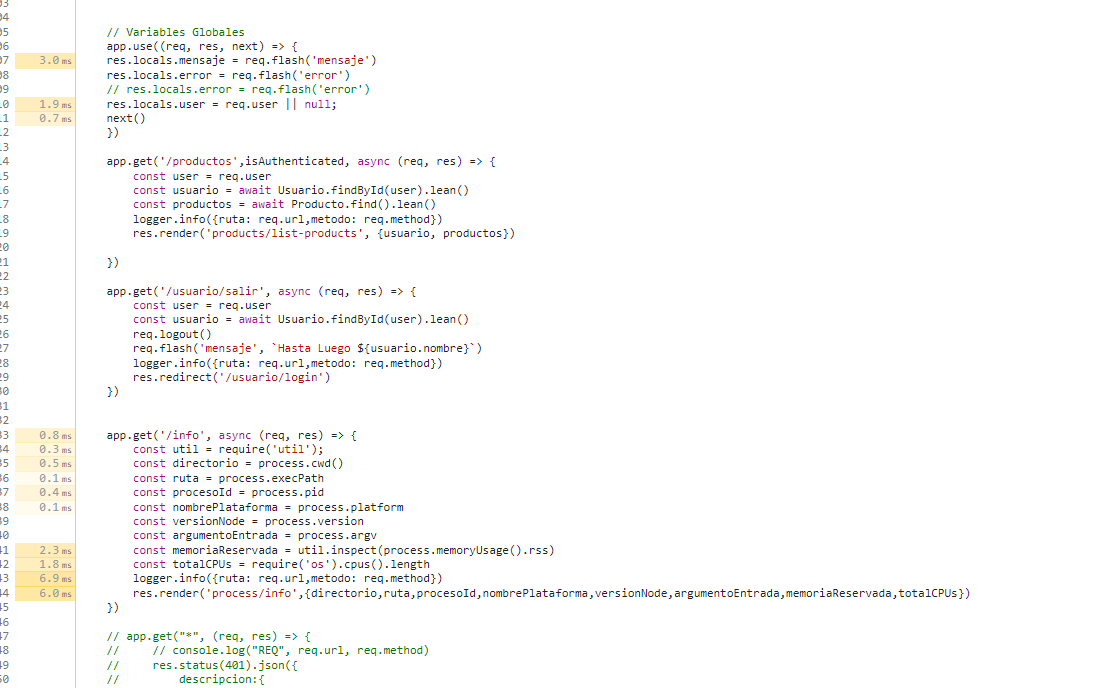 03
04
05 // Variables Globales
06 app.use((req, res, next) => {
07 3.0 ms res.locals.mensaje = req.flash('mensaje')
08 res.locals.error = req.flash('error')
09 // res.locals.error = req.flash('error')
10 1.9 ms res.locals.user = req.user || null;
11 0.7 ms next()
12 })
13
14 app.get('/productos',isAuthenticated, async (req, res) => {
15 const user = req.user
16 const usuario = await Usuario.findById(user).lean()
17 const productos = await Producto.find().lean()
18 logger.info({ruta: req.url,metodo: req.method})
19 res.render('products/list-products', {usuario, productos})
20
21 })
22
23 app.get('/usuario/salir', async (req, res) => {
24 const user = req.user
25 const usuario = await Usuario.findById(user).lean()
26 req.logout()
27 req.flash('mensaje', `Hasta Luego ${usuario.nombre}`)
28 logger.info({ruta: req.url,metodo: req.method})
29 res.redirect('/usuario/login')
30 })
31
32
33 0.8 ms app.get('/info', async (req, res) => {
34 0.3 ms const util = require('util');
35 0.5 ms const directorio = process.cwd()
36 0.1 ms const ruta = process.execPath
37 0.4 ms const procesoId = process.pid
38 0.1 ms const nombrePlataforma = process.platform
39 const versionNode = process.version
40 const argumentoEntrada = process.argv
41 2.3 ms const memoriaReservada = util.inspect(process.memoryUsage().rss)
42 1.8 ms const totalCPUs = require('os').cpus().length
43 6.9 ms logger.info({ruta: req.url,metodo: req.method})
44 6.0 ms res.render('process/info',{directorio,ruta,procesoId,nombrePlataforma,versionNode,argumentoEntrada,memoriaReservada,totalCPUs})
45 })
46
47 // app.get("*", (req, res) => {
48 //     // console.log("REQ", req.url, req.method)
49 //     res.status(401).json({
50 //         descripcion:{